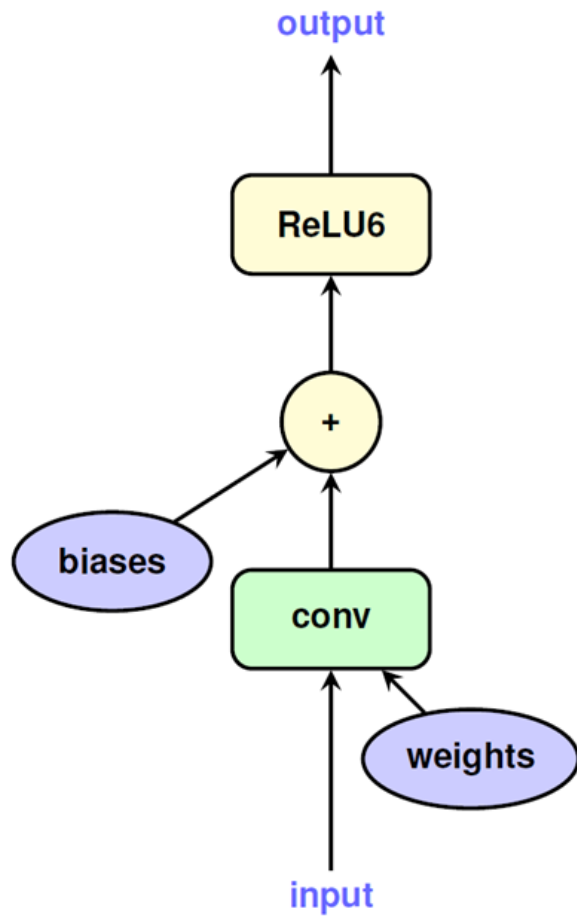 output
ReLU6
+
biases
conv
weights
input